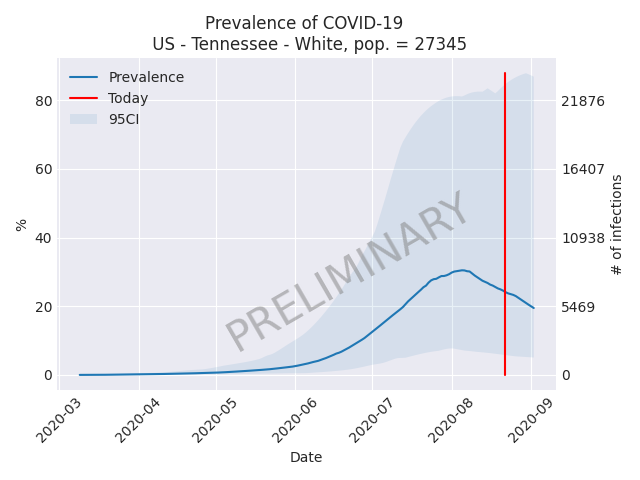 Prevalence of COVID-19
US - Tennessee - White, pop. = 27345
Prevalence
Today
95CI
80
60
40
20
0
%
21876
16407
10938
5469
0
# of infections
PRELIMINARY
2020-03
2020-04
2020-05
2020-06
2020-07
2020-08
2020-09
Date